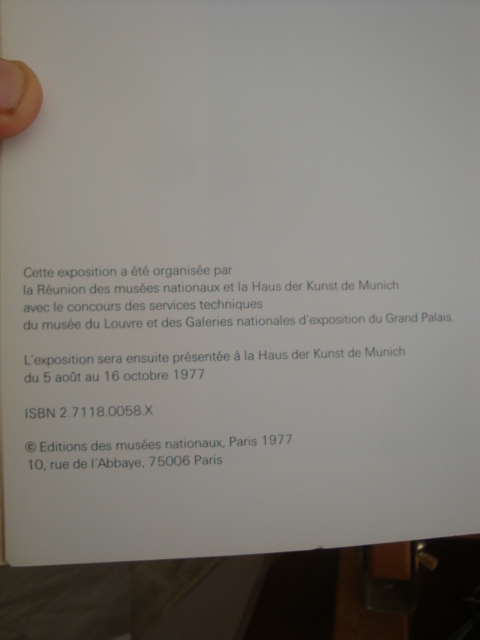 Cette exposition a été organisée par
la Réunion des musées nationaux et la Haus der Kunst de Munich
avec le concours des services techniques
du musée du Louvre et des Galeries nationales d'exposition du Grand Palais.
L'exposition sera ensuite présentée à la Haus der Kunst de Munich
du 5 août au 16 octobre 1977
ISBN 2.7118.0058.X
© Editions des musées nationaux, Paris 1977
10, rue de l'Abbaye, 75006 Paris